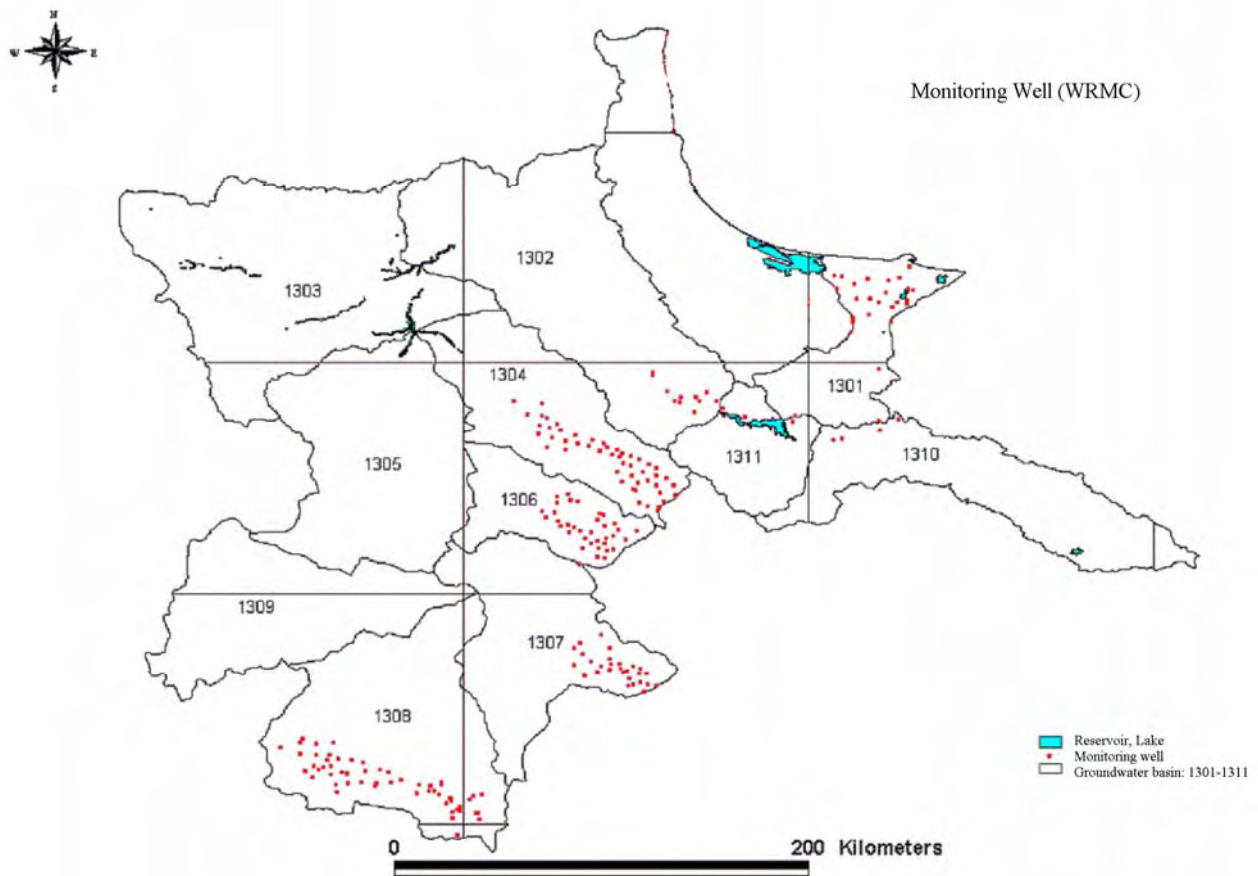 N
W E
S
Monitoring Well (WRMC)
1302
1303
1304
1301
1305
1311
1310
1306
1309
1307
1308
Reservoir, Lake
Monitoring well
Groundwater basin: 1301-1311
0 200 Kilometers